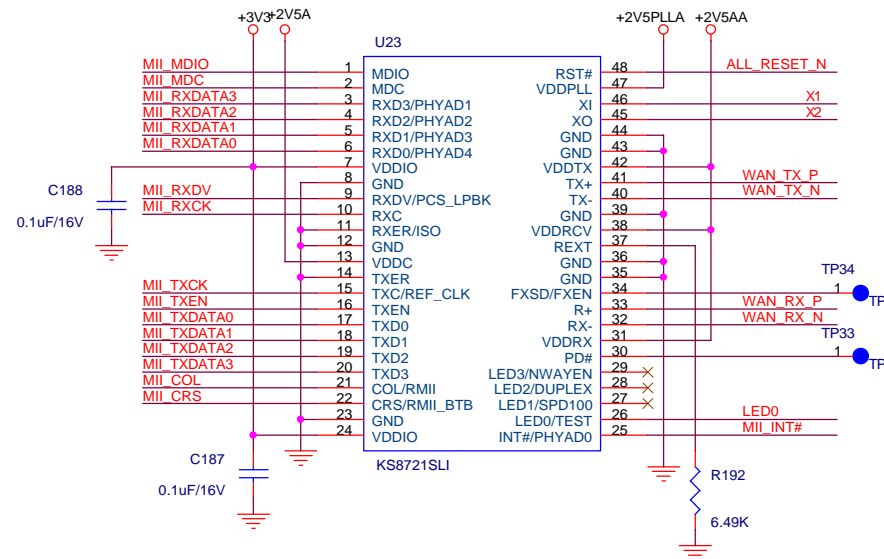 +3V3 +2V5A +2V5PLLA +2V5AA
U23
MII_MDIO 1 MDIO RST# 48 ALL_RESET_N
MII_MDC 2 MDC VDDPLL 47
MII_RXDATA3 3 RXD3/PHYAD1 XI 46 X1
MII_RXDATA2 4 RXD2/PHYAD2 XO 45 X2
MII_RXDATA1 5 RXD1/PHYAD3 GND 44
MII_RXDATA0 6 RXD0/PHYAD4 GND 43
7 VDDIO VDDTX 42
C188 8 GND TX+ 41 WAN_TX_P
MII_RXDV 9 RXDV/PCS_LPBK TX- 40 WAN_TX_N
MII_RXCK 10 RXC GND 39
0.1uF/16V 11 RXER/ISO VDDRCV 38
12 GND REXT 37
13 VDDC GND 36
14 TXER GND 35 TP34
MII_TXCK 15 TXC/REF_CLK FXSD/FXEN 34 1 TP
MII_TXEN 16 TXEN R+ 33 WAN_RX_P
MII_TXDATA0 17 TXD0 RX- 32 WAN_RX_N
MII_TXDATA1 18 TXD1 VDDRX 31 TP33
MII_TXDATA2 19 TXD2 PD# 30 1 TP
MII_TXDATA3 20 TXD3 LED3/NWAYEN 29
MII_COL 21 COL/RMII LED2/DUPLEX 28
MII_CRS 22 CRS/RMII_BTB LED1/SPD100 27
23 GND LED0/TEST 26 LED0
24 VDDIO INT#/PHYAD0 25 MII_INT#
C187 KS8721SLI R192
0.1uF/16V
6.49K